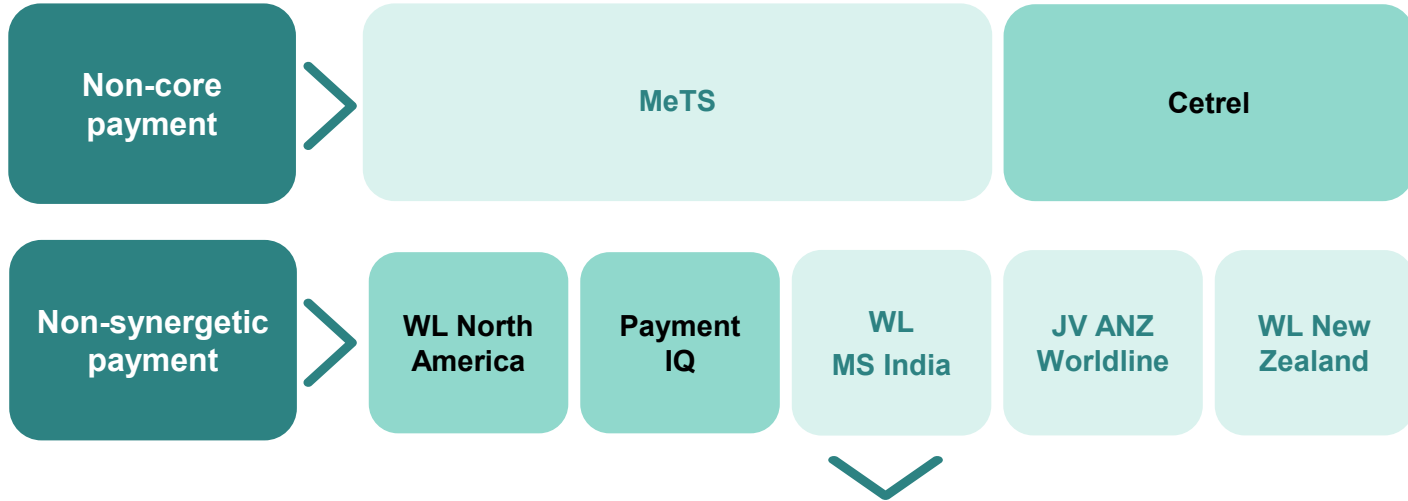 Non-core
payment
MeTS
Cetrel
Non-synergetic
payment
WL North
America
Payment
IQ
WL
MS India
JV ANZ
Worldline
WL New
Zealand